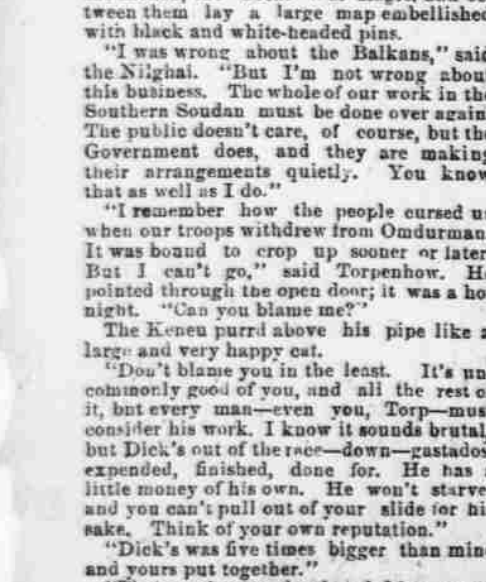 tween them lay a large map embellished
with black and white-headed pins.
"I was wrong about the Balkans," said
the Nilghai. "But I'm not wrong abou
this business. The whole of our work in the
Southern Soudan must be done over again
The public doesn't care, of course, but the
Government does, and they are making
their arrangements quietly. You know
that as well as I do."
"I remember how the people cursed us
when our troops withdrew from Omdurman
It was bound to crop up sooner or later
But I can't go," said Torpenhow. He
pointed through the open door; it was a ho
night. "Can you blame me?"
The Keneu purrd above his pipe like a
large and very happy cat.
"Don't blame you in the least. It's un
commonly good of you, and all the rest o
it, but every man—even you, Torp—mus
consider his work. I know it sounds brutal,
but Dick's out of the race—down—gastados
expended, finished, done for. He has a
little money of his own. He won't starve
and you can't pull out of your slide for hi
sake. Think of your own reputation."
"Dick's was five times bigger than mine
and yours put together."